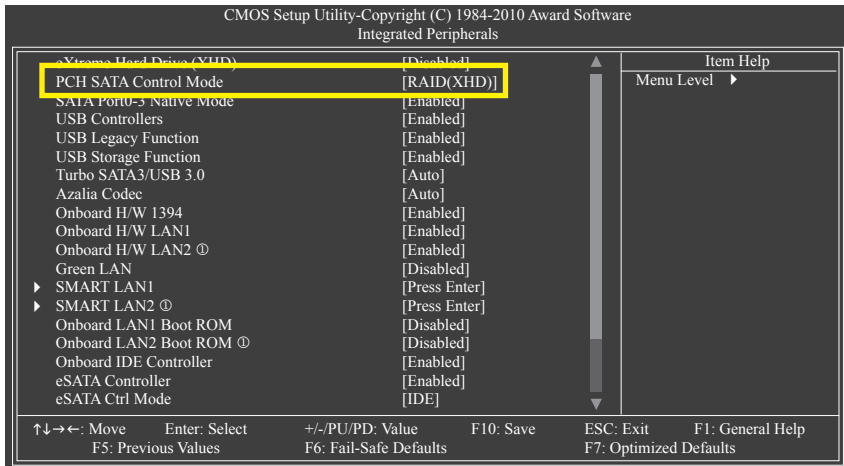 CMOS Setup Utility-Copyright (C) 1984-2010 Award Software
Integrated Peripherals
eXtreme Hard Drive (XHD) [Disabled]
PCH SATA Control Mode [RAID(XHD)]
SATA Port0-3 Native Mode [Enabled]
USB Controllers [Enabled]
USB Legacy Function [Enabled]
USB Storage Function [Enabled]
Turbo SATA3/USB 3.0 [Auto]
Azalia Codec [Auto]
Onboard H/W 1394 [Enabled]
Onboard H/W LAN1 [Enabled]
Onboard H/W LAN2 ① [Enabled]
Green LAN [Disabled]
SMART LAN1 [Press Enter]
SMART LAN2 ① [Press Enter]
Onboard LAN1 Boot ROM [Disabled]
Onboard LAN2 Boot ROM ① [Disabled]
Onboard IDE Controller [Enabled]
eSATA Controller [Enabled]
eSATA Ctrl Mode [IDE]
Item Help
Menu Level
↑↓→←: Move Enter: Select +/-/PU/PD: Value F10: Save ESC: Exit F1: General Help
F5: Previous Values F6: Fail-Safe Defaults F7: Optimized Defaults